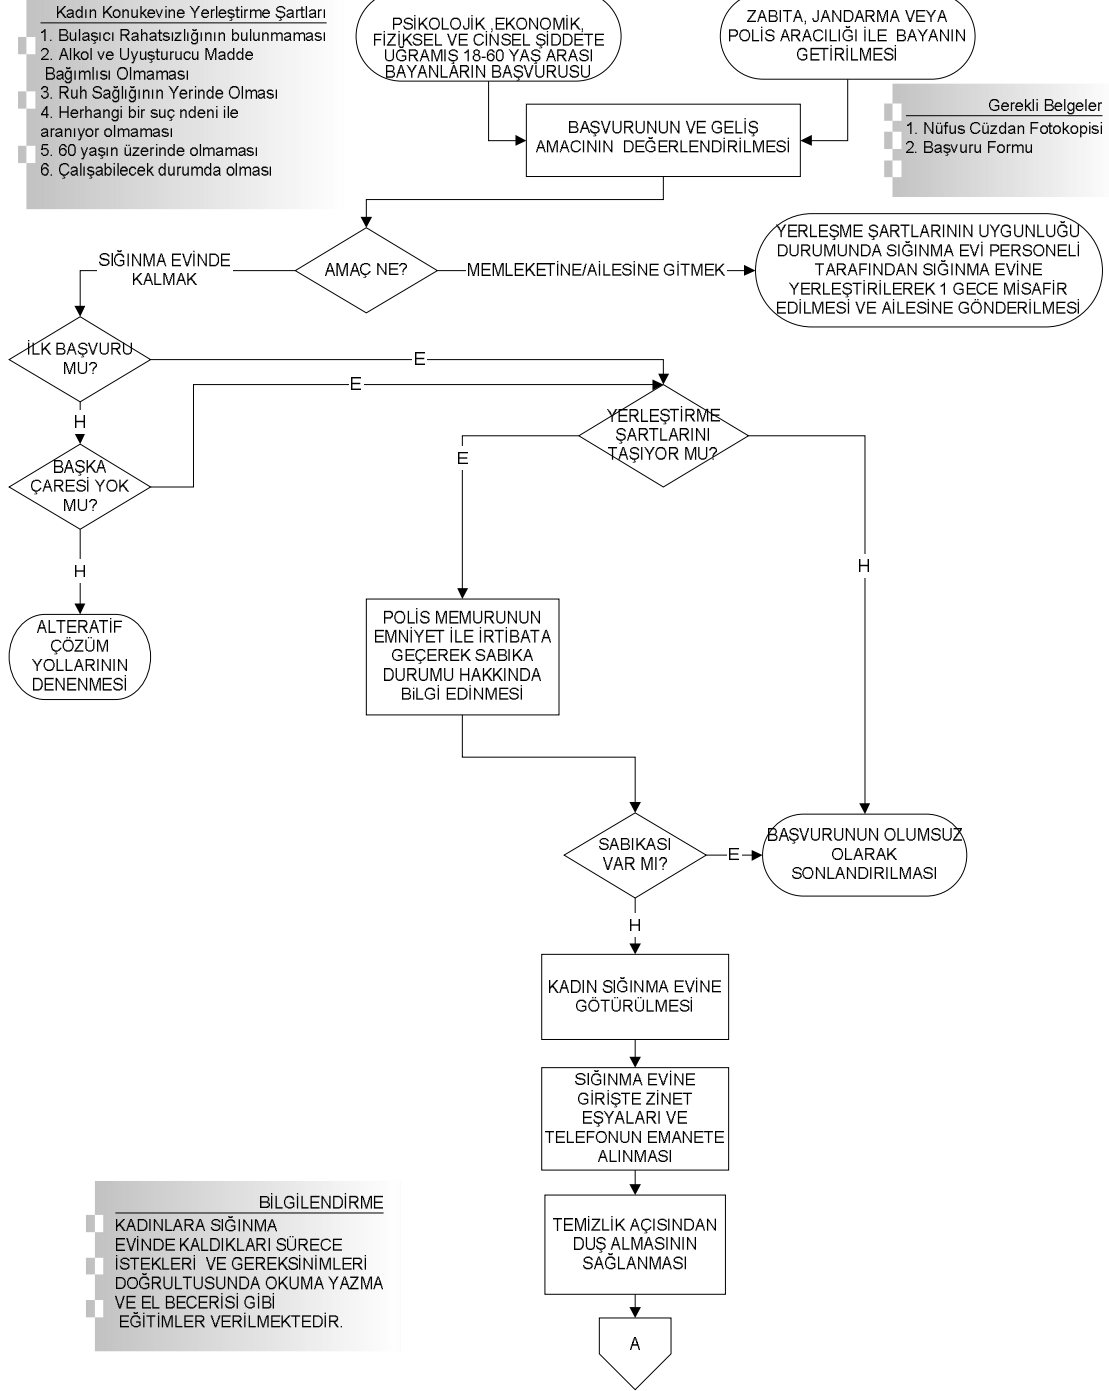 Kadın Konukevine Yerleştirme Şartları
1. Bulaşıcı Rahatsızlığının bulunmaması
2. Alkol ve Uyuşturucu Madde
Bağımlısı Olmaması
3. Ruh Sağlığının Yerinde Olması
4. Herhangi bir suç ndeni ile
aranıyor olmaması
5. 60 yaşın üzerinde olmaması
6. Çalışabilecek durumda olması
PSİKOLOJİK ,EKONOMİK,
FİZİKSEL VE CİNSEL ŞİDDETE
UĞRAMIŞ 18-60 YAŞ ARASI
BAYANLARIN BAŞVURUSU
ZABITA, JANDARMA VEYA
POLİS ARACILIĞI İLE BAYANIN
GETİRİLMESİ
Gerekli Belgeler
1. Nüfus Cüzdan Fotokopisi
2. Başvuru Formu
BAŞVURUNUN VE GELİŞ
AMACININ DEĞERLENDİRİLMESİ
AMAÇ NE?
SIĞINMA EVİNDE
KALMAK
MEMLEKETİNE/AİLESİNE GİTMEK
YERLEŞME ŞARTLARININ UYGUNLUĞU
DURUMUNDA SIĞINMA EVİ PERSONELİ
TARAFINDAN SIĞINMA EVİNE
YERLEŞTİRİLEREK 1 GECE MİSAFİR
EDİLMESİ VE AİLESİNE GÖNDERİLMESİ
İLK BAŞVURU
MU?
E
E
H
YERLEŞTİRME
ŞARTLARINI
TAŞIYOR MU?
E
BAŞKA
ÇARESİ YOK
MU?
H
H
ALTERATİF
ÇÖZÜM
YOLLARININ
DENENMESİ
POLİS MEMURUNUN
EMNİYET İLE İRTİBATA
GEÇEREK SABIKA
DURUMU HAKKINDA
BiLGİ EDİNMESİ
SABIKASI
VAR MI?
E
BAŞVURUNUN OLUMSUZ
OLARAK
SONLANDIRILMASI
H
KADIN SIĞINMA EVİNE
GÖTÜRÜLMESİ
SIĞINMA EVİNE
GİRİŞTE ZİNET
EŞYALARI VE
TELEFONUN EMANETE
ALINMASI
TEMİZLİK AÇISINDAN
DUŞ ALMASININ
SAĞLANMASI
A
BİLGİLENDİRME
KADINLARA SIĞINMA
EVİNDE KALDIKLARI SÜRECE
İSTEKLERİ VE GEREKSİNİMLERİ
DOĞRULTUSUNDA OKUMA YAZMA
VE EL BECERİSİ GİBİ
EĞİTİMLER VERİLMEKTEDİR.